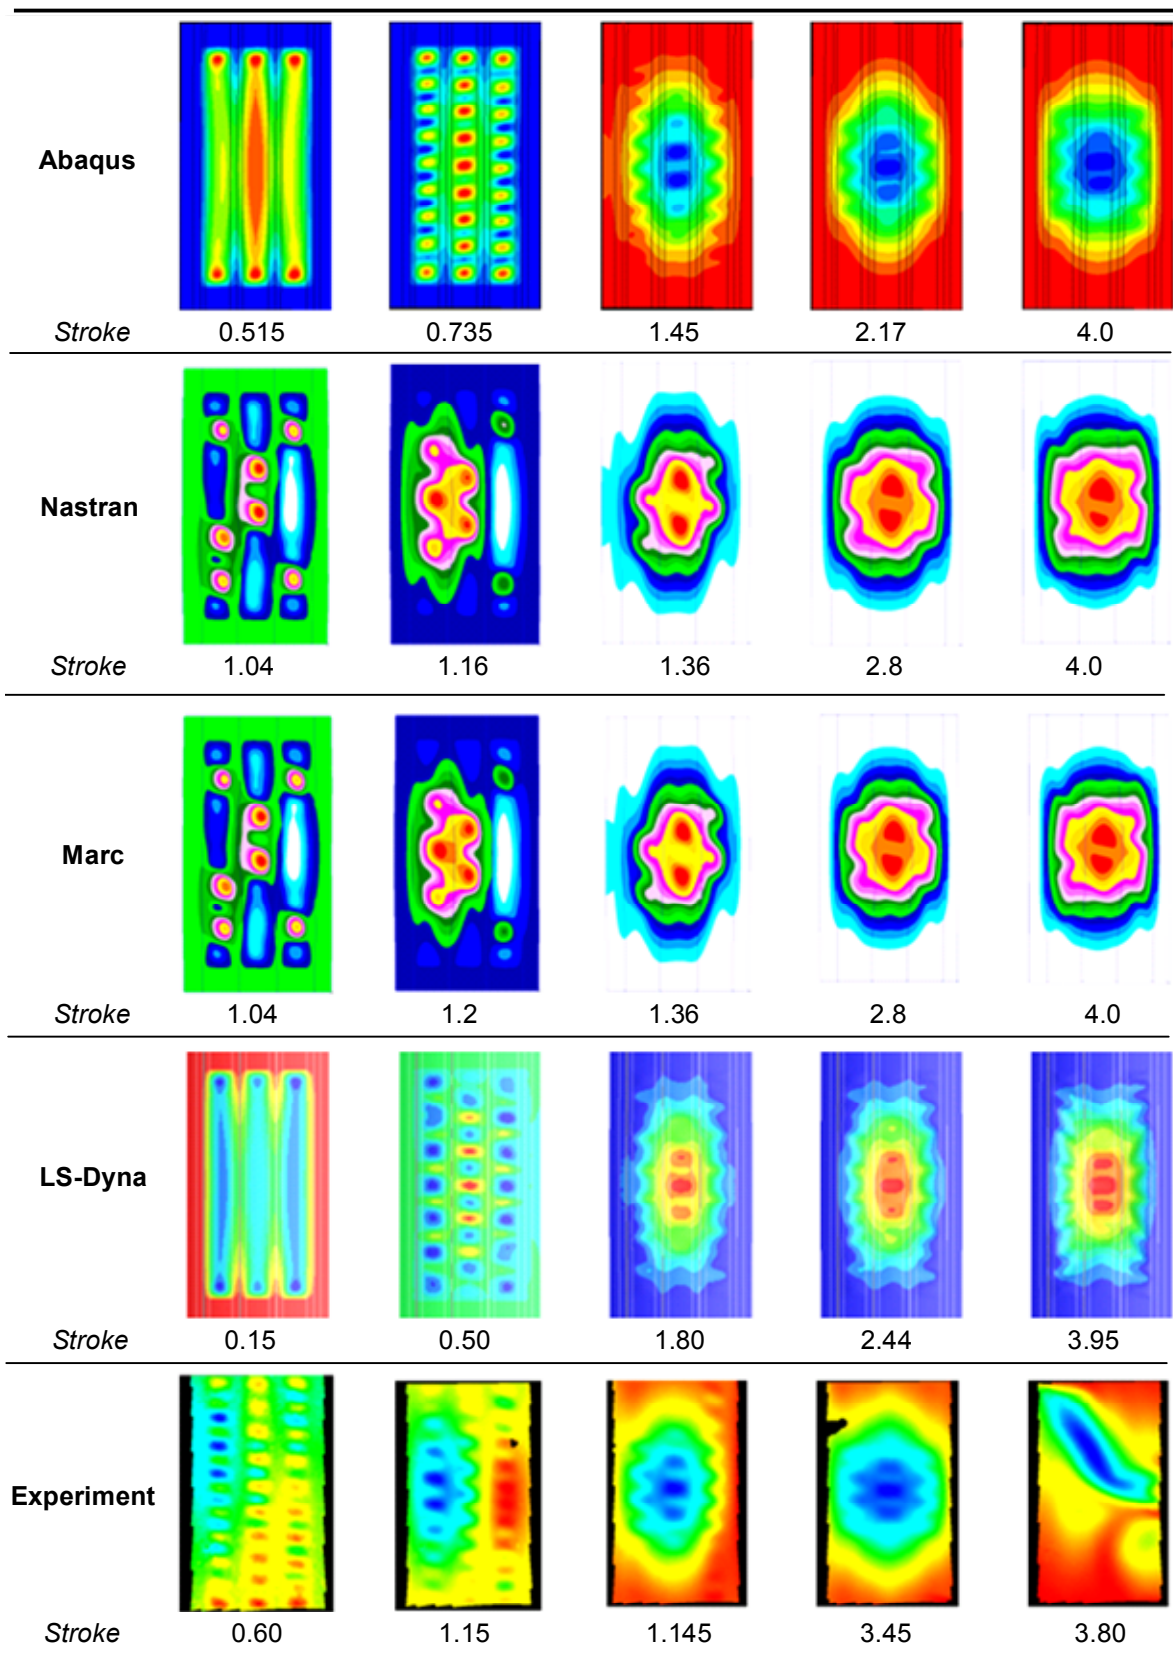 Abaqus
Stroke 0.515 0.735 1.45 2.17 4.0
Nastran
Stroke 1.04 1.16 1.36 2.8 4.0
Marc
Stroke 1.04 1.2 1.36 2.8 4.0
LS-Dyna
Stroke 0.15 0.50 1.80 2.44 3.95
Experiment
Stroke 0.60 1.15 1.145 3.45 3.80